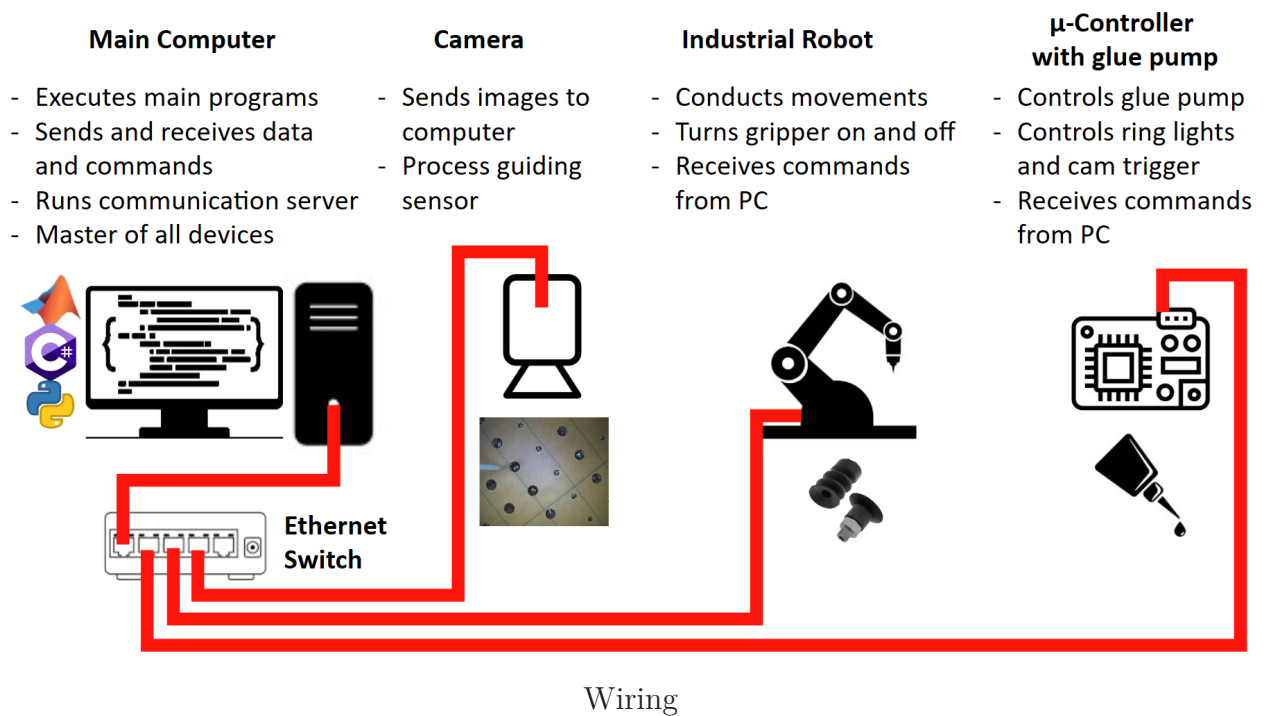 Main Computer
- Executes main programs
- Sends and receives data
and commands
- Runs communication server
- Master of all devices
Camera
- Sends images to
computer
- Process guiding
sensor
Industrial Robot
- Conducts movements
- Turns gripper on and off
- Receives commands
from PC
μ-Controller
with glue pump
- Controls glue pump
- Controls ring lights
and cam trigger
- Receives commands
from PC
C#
{ }
Ethernet
Switch
Wiring